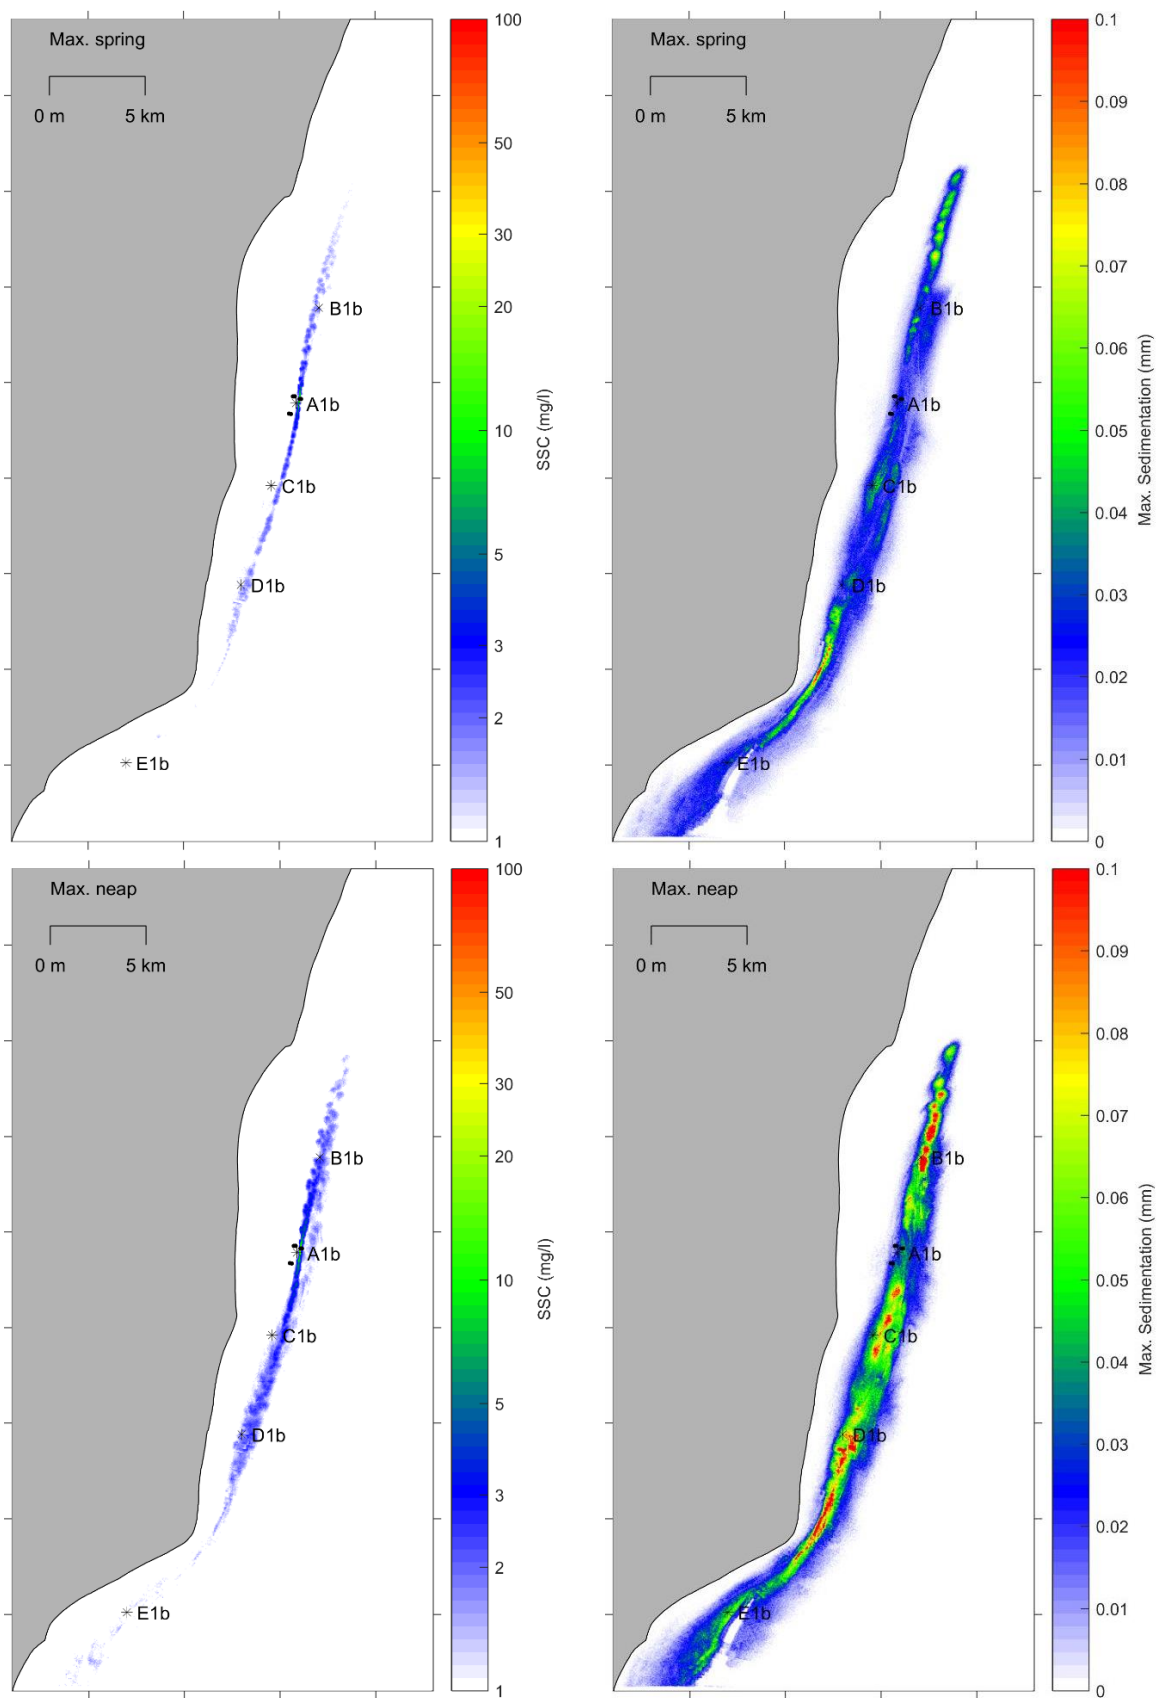 Max. spring
0 m 5 km
B1b
A1b
C1b
D1b
E1b
100
50
30
20
10
5
3
2
1
SSC (mg/l)
Max. spring
0 m 5 km
B1b
A1b
C1b
D1b
E1b
0.1
0.09
0.08
0.07
0.06
0.05
0.04
0.03
0.02
0.01
0
Max. Sedimentation (mm)
Max. neap
0 m 5 km
B1b
A1b
C1b
D1b
E1b
100
50
30
20
10
5
3
2
1
SSC (mg/l)
Max. neap
0 m 5 km
B1b
A1b
C1b
D1b
E1b
0.1
0.09
0.08
0.07
0.06
0.05
0.04
0.03
0.02
0.01
0
Max. Sedimentation (mm)